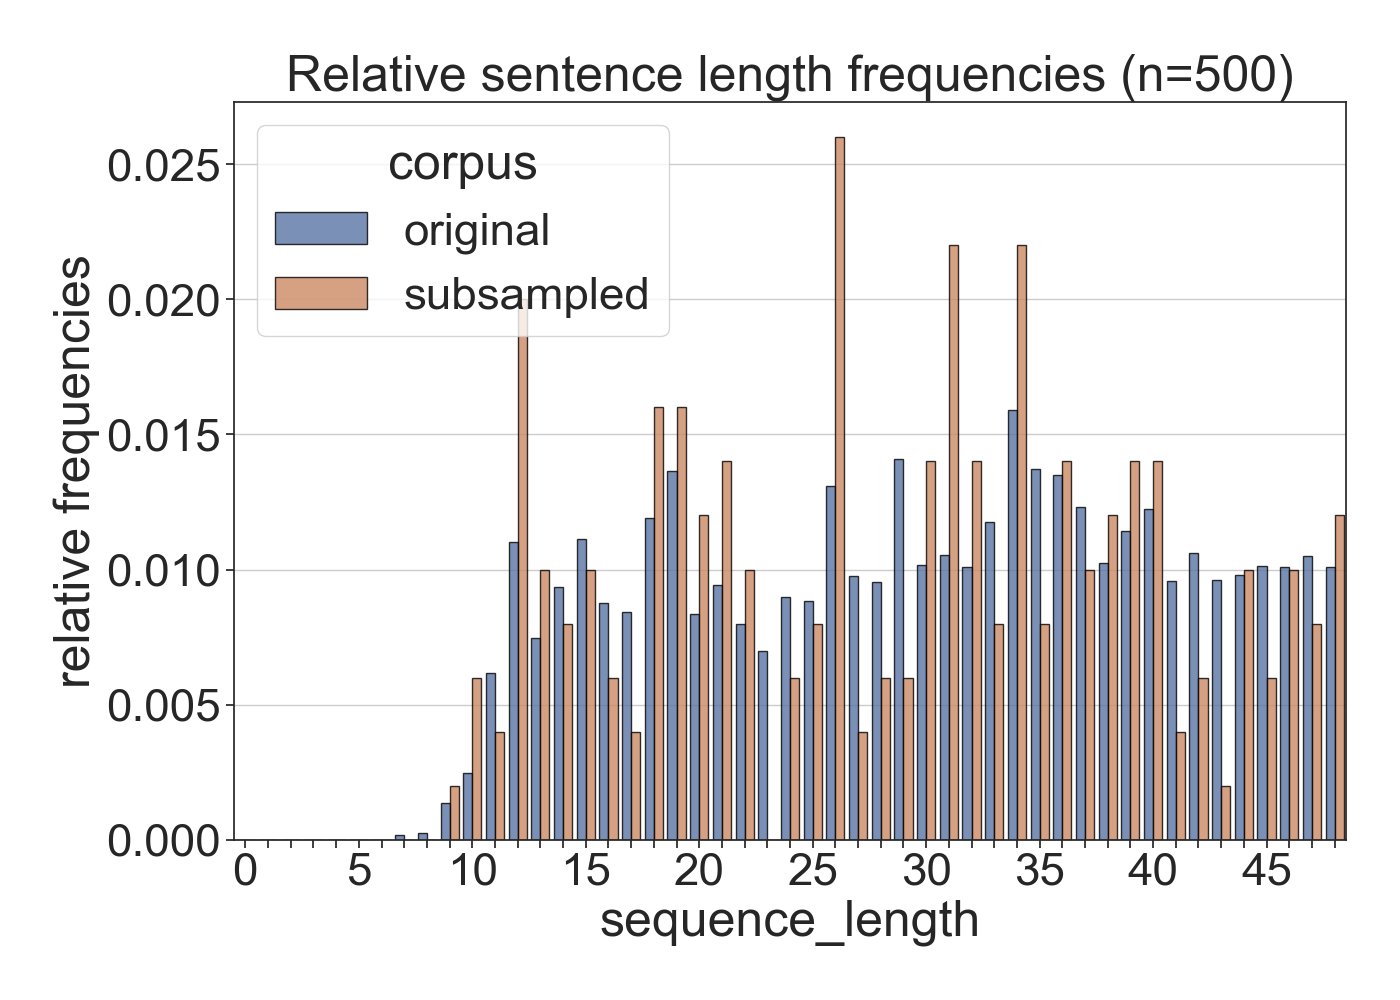 Relative sentence length frequencies (n=500)
corpus
original
subsampled
relative frequencies
0.025
0.020
0.015
0.010
0.005
0.000
0 5 10 15 20 25 30 35 40 45
sequence_length